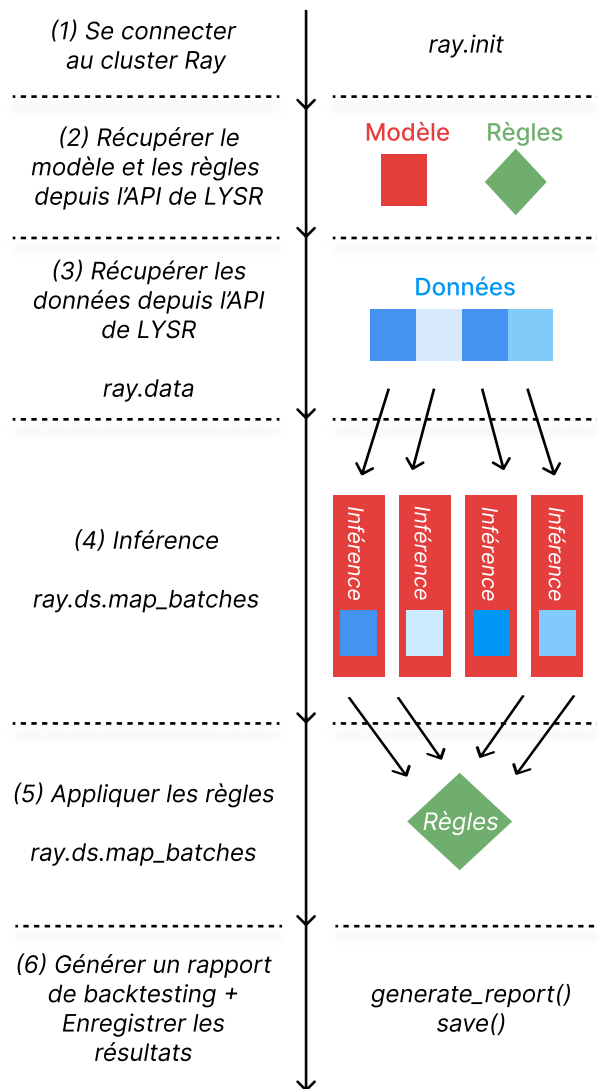 (1) Se connecter
au cluster Ray
ray.init
(2) Récupérer le
modèle et les règles
depuis l'API de LYSR
Modèle
Règles
(3) Récupérer les
données depuis l'API
de LYSR
ray.data
Données
(4) Inférence
ray.ds.map_batches
Inférence
Inférence
Inférence
Inférence
(5) Appliquer les règles
ray.ds.map_batches
Règles
(6) Générer un rapport
de backtesting +
Enregistrer les
résultats
generate_report()
save()